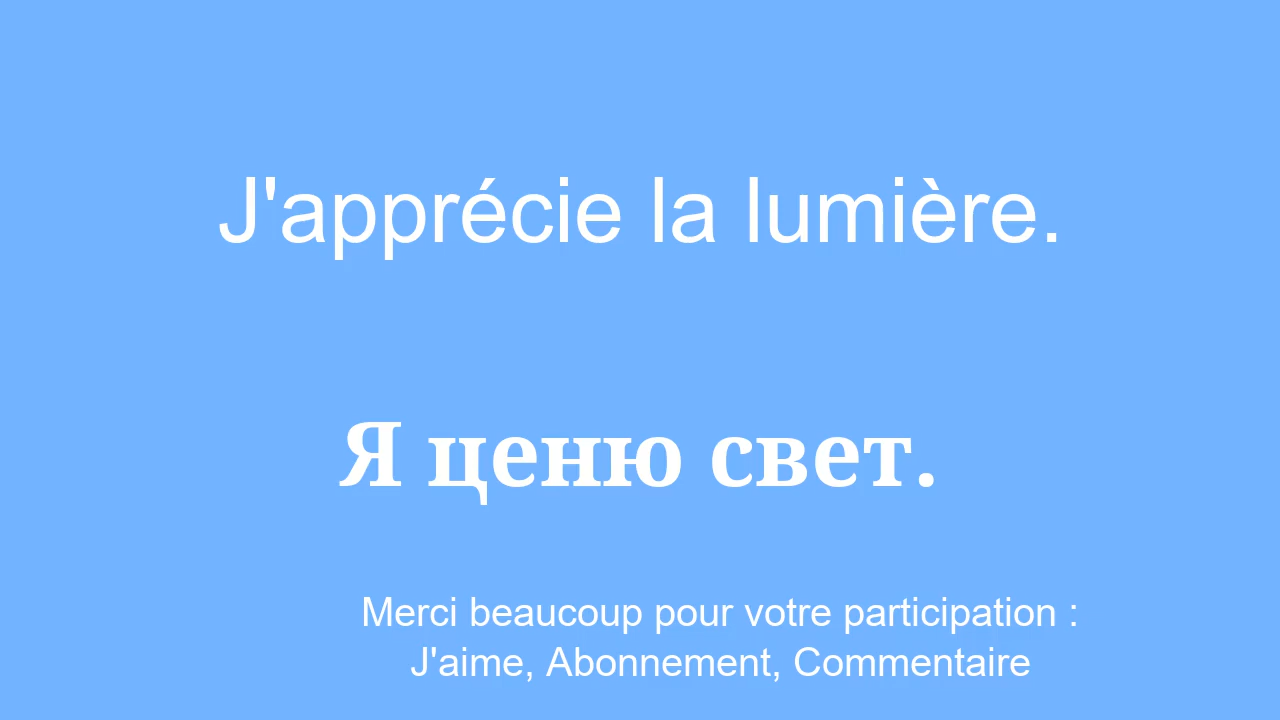 J'apprécie la lumière.
Я ценю свет.
Merci beaucoup pour votre participation :
J'aime, Abonnement, Commentaire